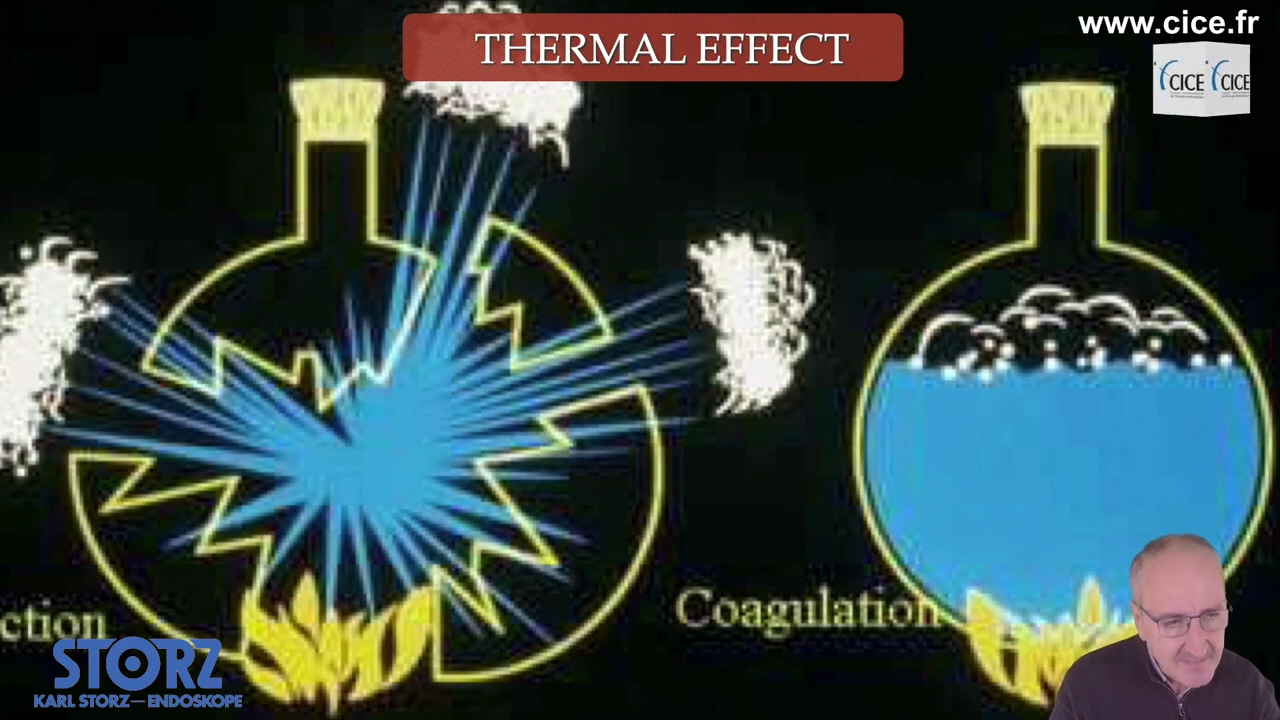 THERMAL EFFECT
www.cice.fr
CICE CICE
Coagulation
ction
STORZ
KARL STORZ—ENDOSKOPE